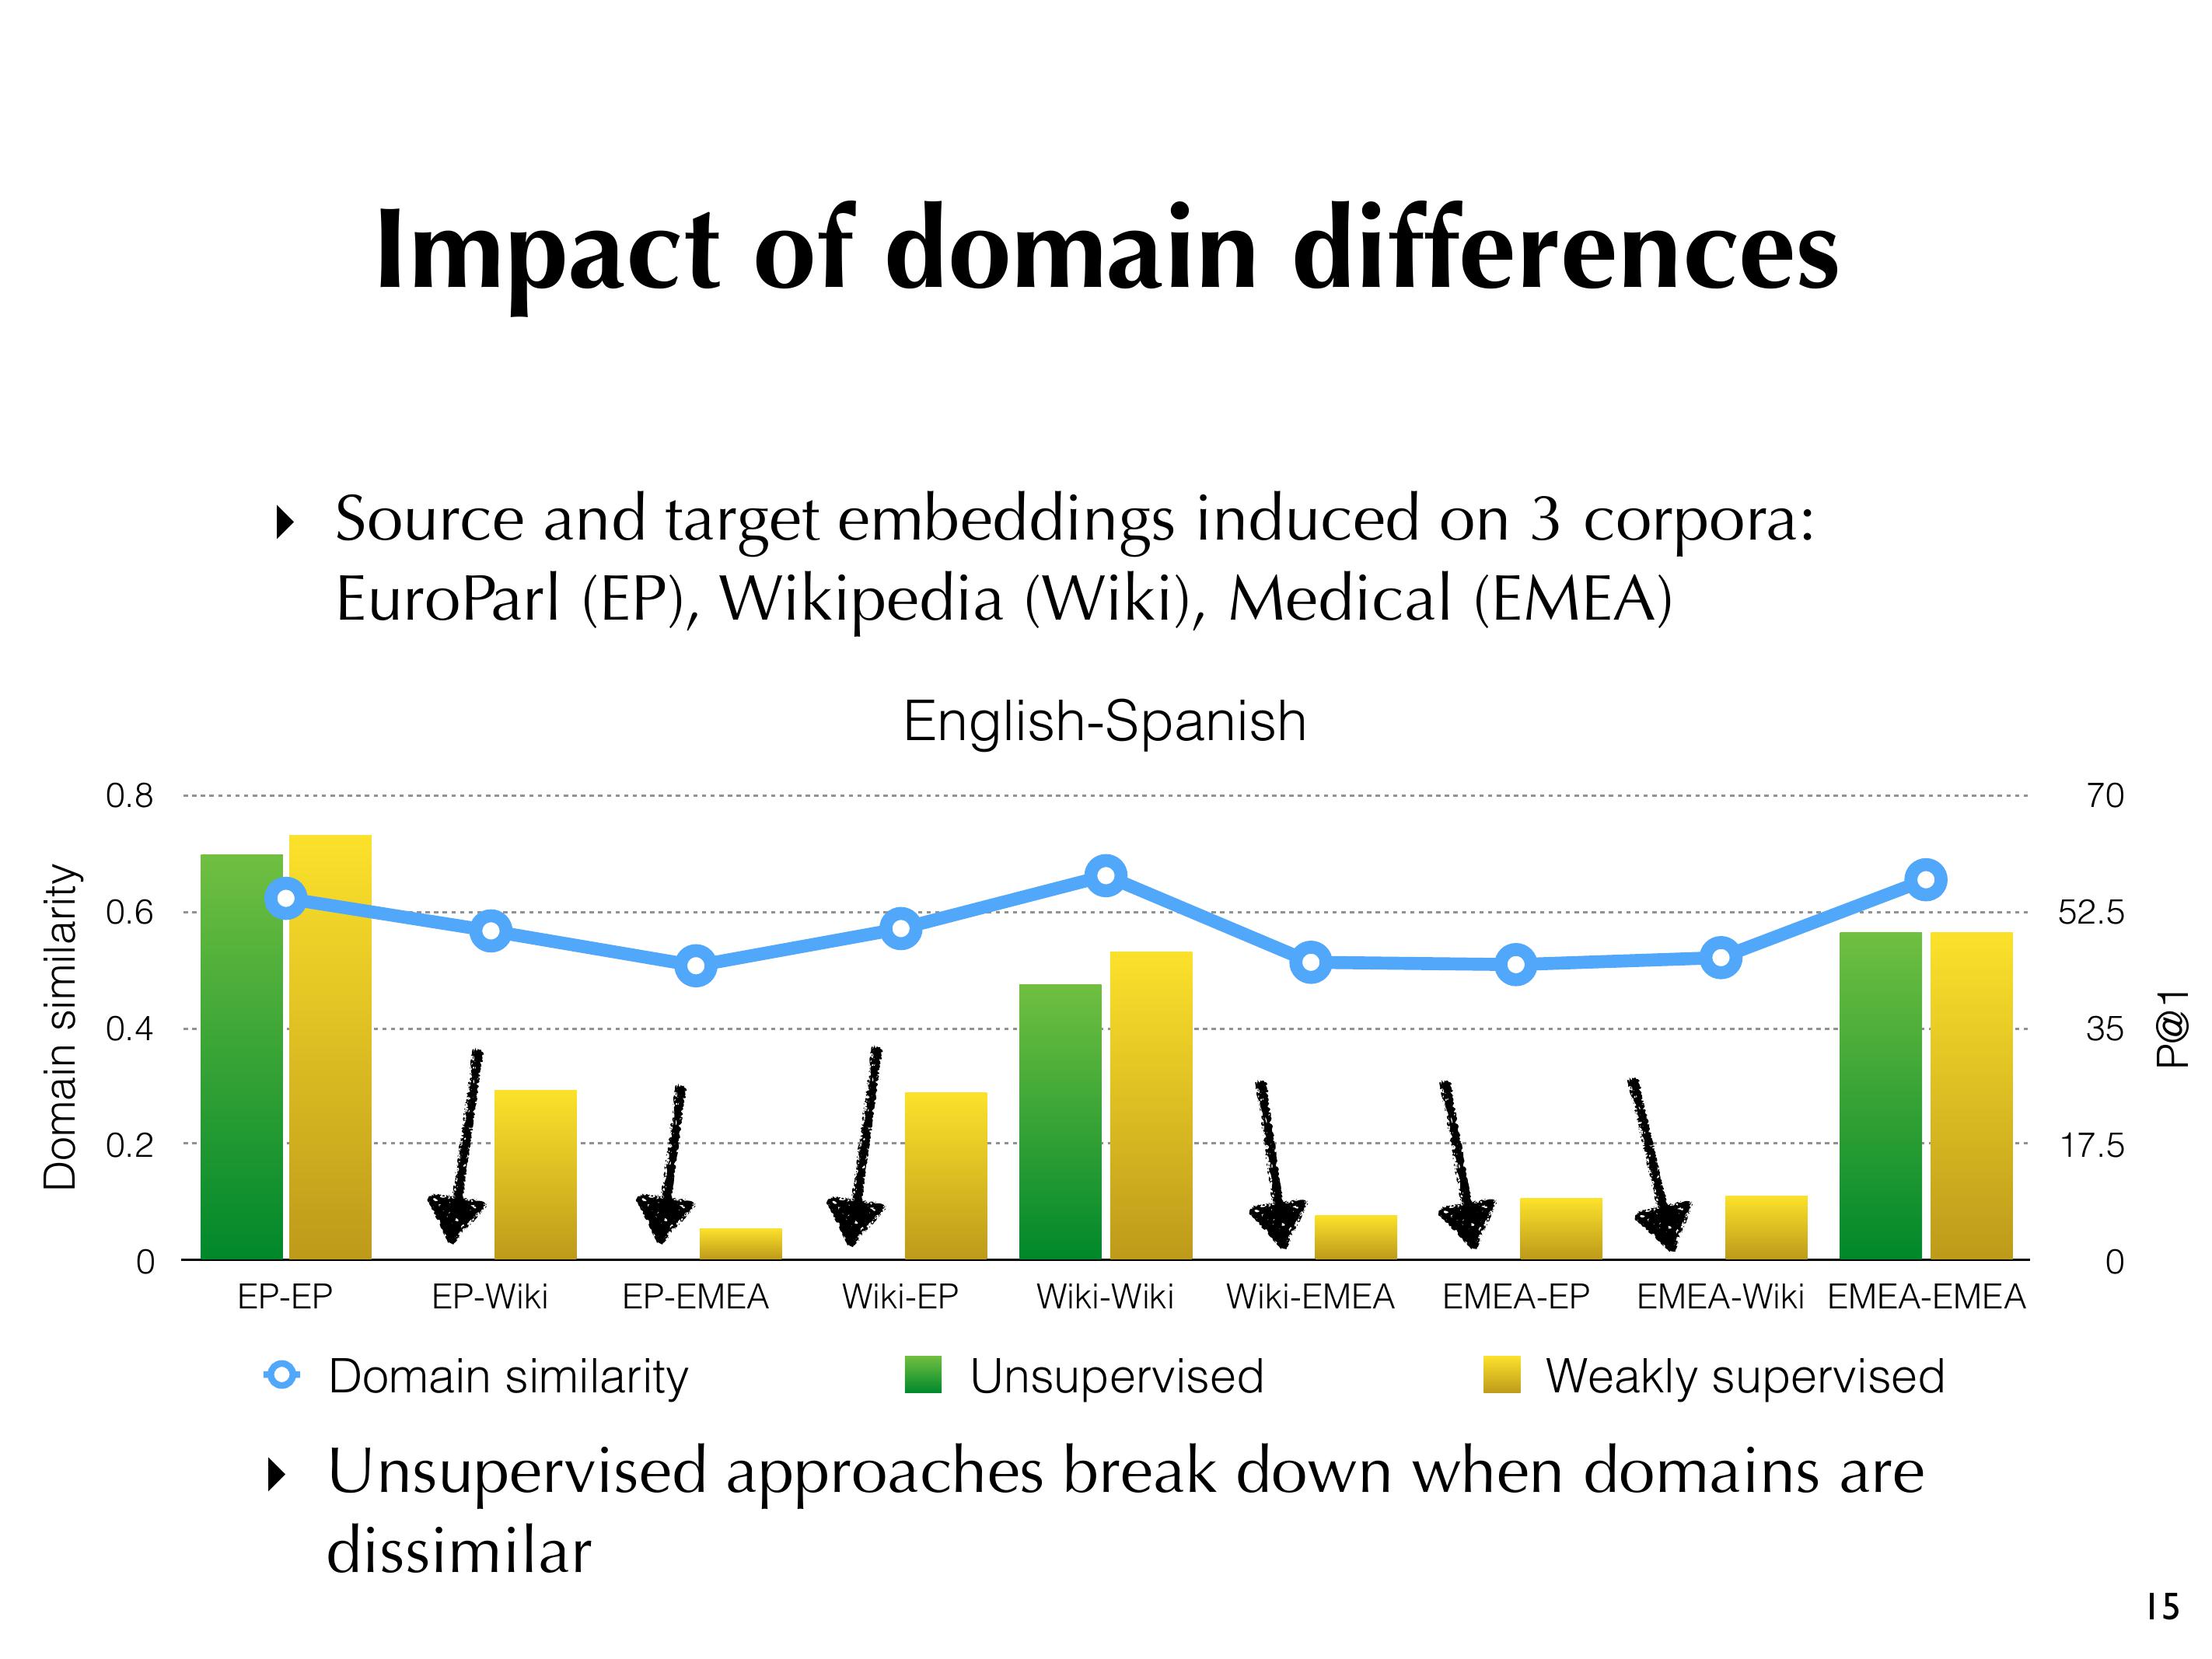 Impact of domain differences
‣ Source and target embeddings induced on 3 corpora:
EuroParl (EP), Wikipedia (Wiki), Medical (EMEA)
English-Spanish
Domain similarity
0.8
0.6
0.4
0.2
0
70
52.5
35
17.5
0
P@1
EP-EP EP-Wiki EP-EMEA Wiki-EP Wiki-Wiki Wiki-EMEA EMEA-EP EMEA-Wiki EMEA-EMEA
Domain similarity Unsupervised Weakly supervised
‣ Unsupervised approaches break down when domains are
dissimilar
15